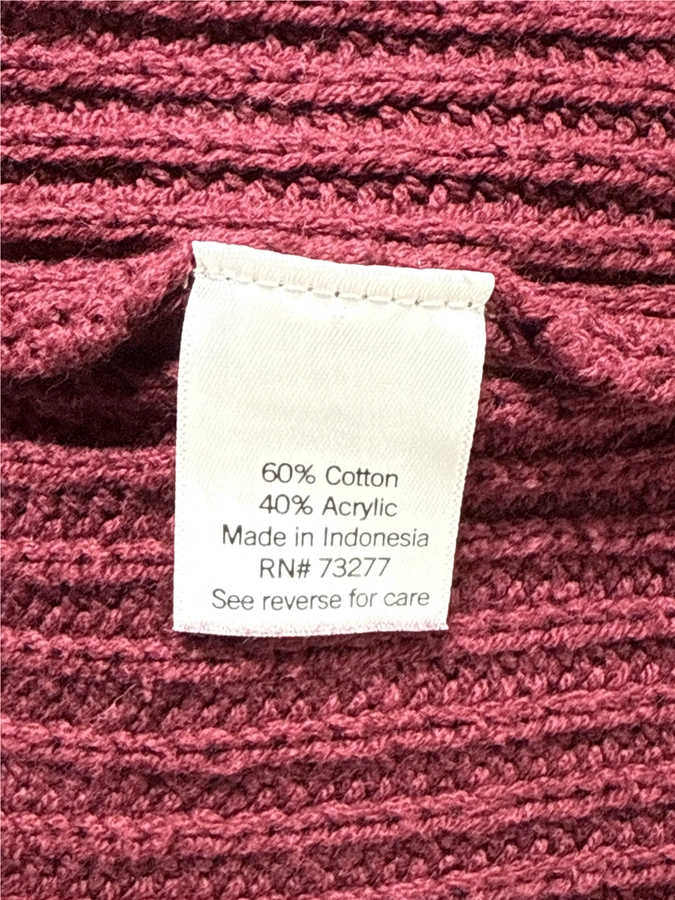 60% Cotton
40% Acrylic
Made in Indonesia
RN# 73277
See reverse for care